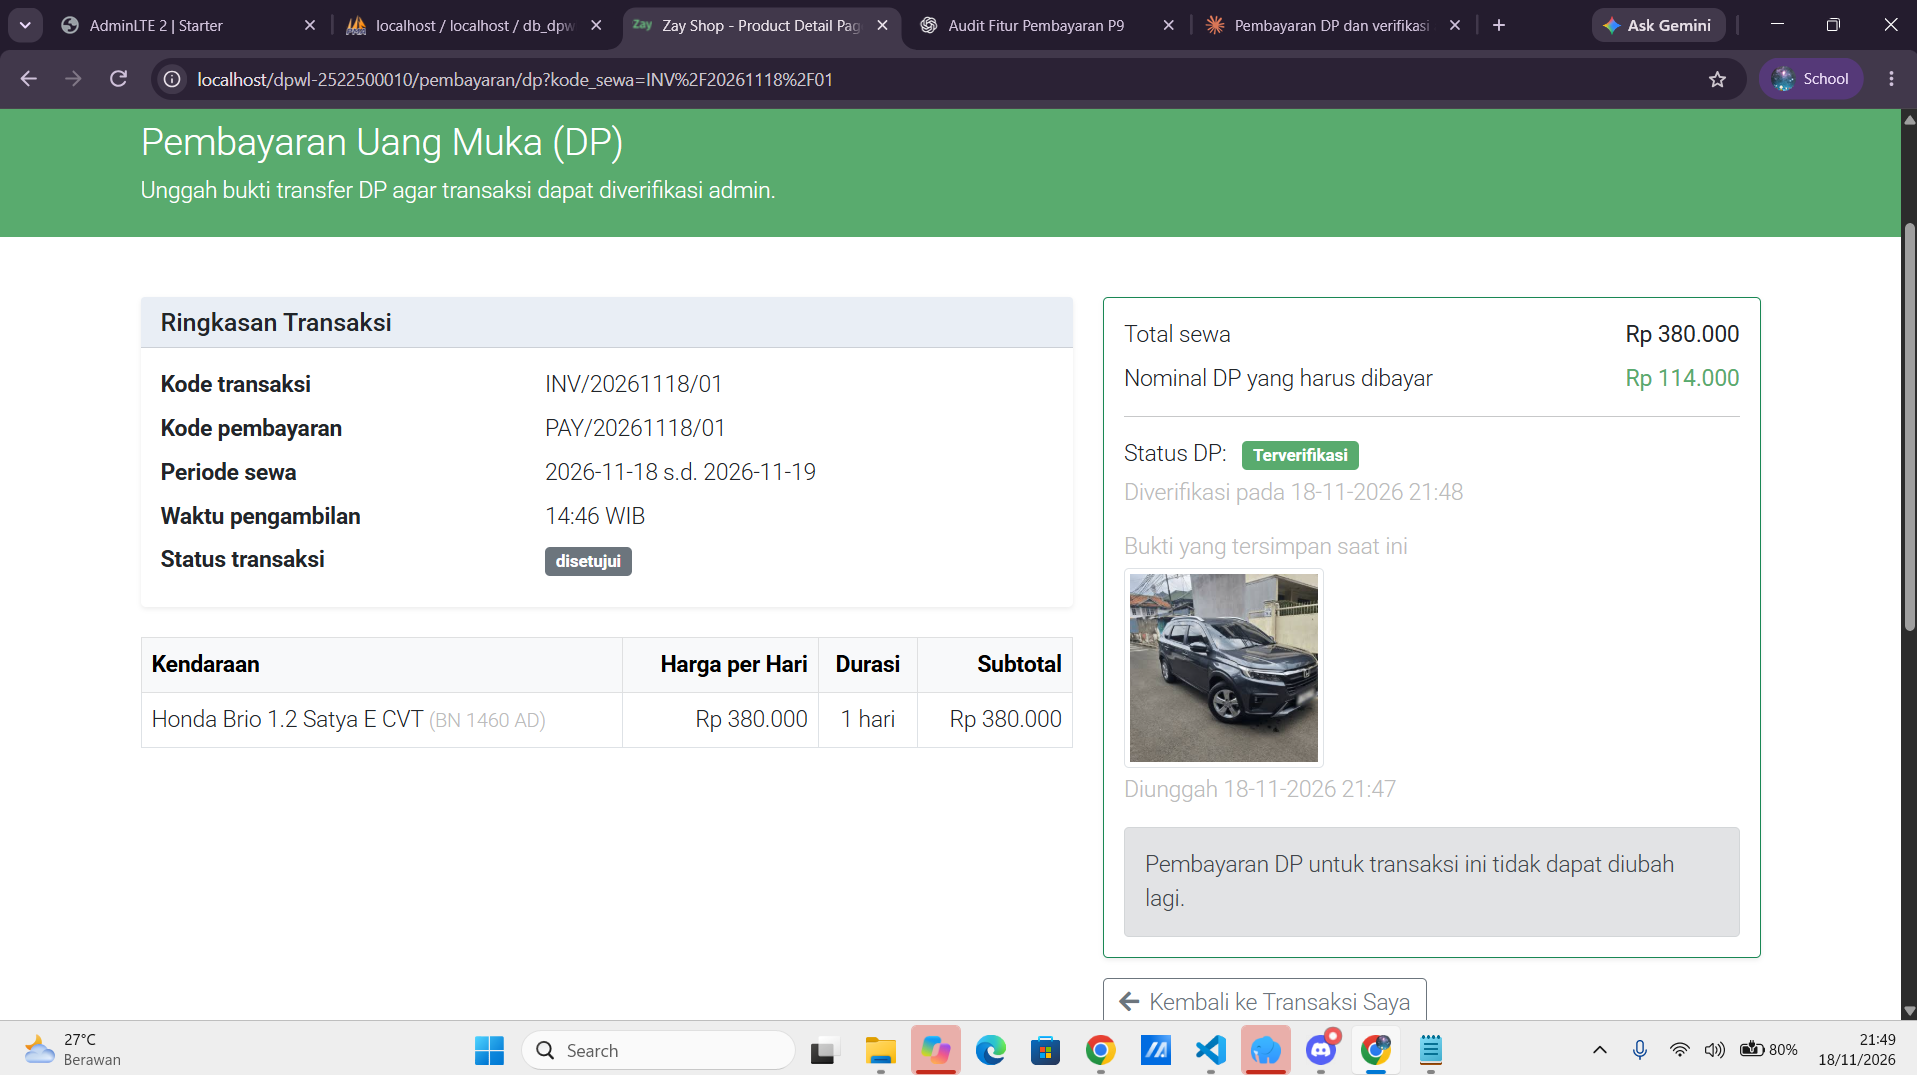 AdminLTE 2 | Starter
localhost / localhost / db_dpw
Zay Zay Shop - Product Detail Pag
Audit Fitur Pembayaran P9
Pembayaran DP dan verifikasi
Ask Gemini
localhost/dpwl-2522500010/pembayaran/dp?kode_sewa=INV%2F20261118%2F01
School
Pembayaran Uang Muka (DP)
Unggah bukti transfer DP agar transaksi dapat diverifikasi admin.
Ringkasan Transaksi
Kode transaksi INV/20261118/01
Kode pembayaran PAY/20261118/01
Periode sewa 2026-11-18 s.d. 2026-11-19
Waktu pengambilan 14:46 WIB
Status transaksi disetujui
Kendaraan Harga per Hari Durasi Subtotal
Honda Brio 1.2 Satya E CVT (BN 1460 AD) Rp 380.000 1 hari Rp 380.000
Total sewa Rp 380.000
Nominal DP yang harus dibayar Rp 114.000
Status DP: Terverifikasi
Diverifikasi pada 18-11-2026 21:48
Bukti yang tersimpan saat ini
Diunggah 18-11-2026 21:47
Pembayaran DP untuk transaksi ini tidak dapat diubah
lagi.
Kembali ke Transaksi Saya
27°C
Berawan
Search
80%
21:49
18/11/2026